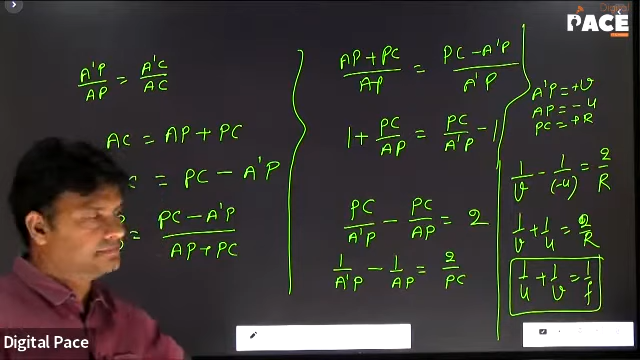 A'P/AP = A'C/AC
AC = AP + PC
C = PC - A'P
= PC - A'P / AP + PC
AP + PC / AP = PC - A'P / A'P
1 + PC/AP = PC/A'P - 1
PC/A'P - PC/AP = 2
1/A'P - 1/AP = 2/PC
A'P = +V
AP = -u
PC = +R
1/V - 1/(-u) = 2/R
1/V + 1/u = 2/R
1/u + 1/V = 1/f
Digital
PACE
Digital Pace